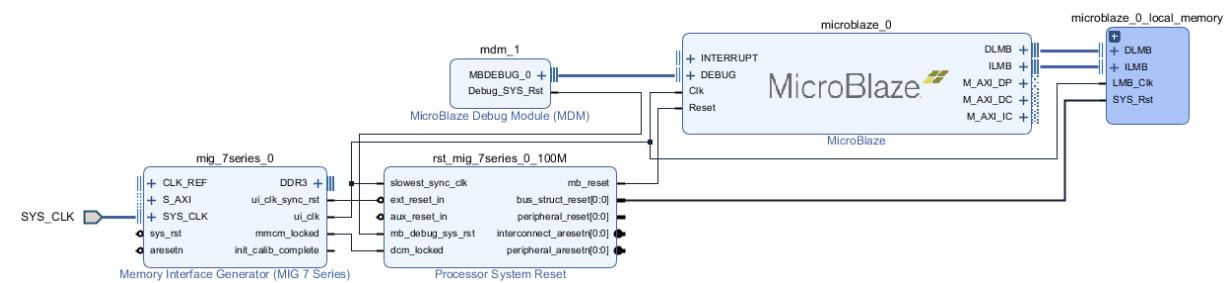 microblaze_0_local_memory
microblaze_0
DLMB
ILMB
LMB_Clk
SYS_Rst
mdm_1
MBDEBUG_0
Debug_SYS_Rst
MicroBlaze Debug Module (MDM)
INTERRUPT
DEBUG
Clk
Reset
MicroBlaze
DLMB
ILMB
M_AXI_DP
M_AXI_DC
M_AXI_IC
MicroBlaze
SYS_CLK
mig_7series_0
CLK_REF
S_AXI
SYS_CLK
sys_rst
aresetn
DDR3
ui_clk_sync_rst
ui_clk
mmcm_locked
init_calib_complete
Memory Interface Generator (MIG 7 Series)
rst_mig_7series_0_100M
slowest_sync_clk
ext_reset_in
aux_reset_in
mb_debug_sys_rst
dcm_locked
mb_reset
bus_struct_reset[0:0]
peripheral_reset[0:0]
interconnect_aresetn[0:0]
peripheral_aresetn[0:0]
Processor System Reset